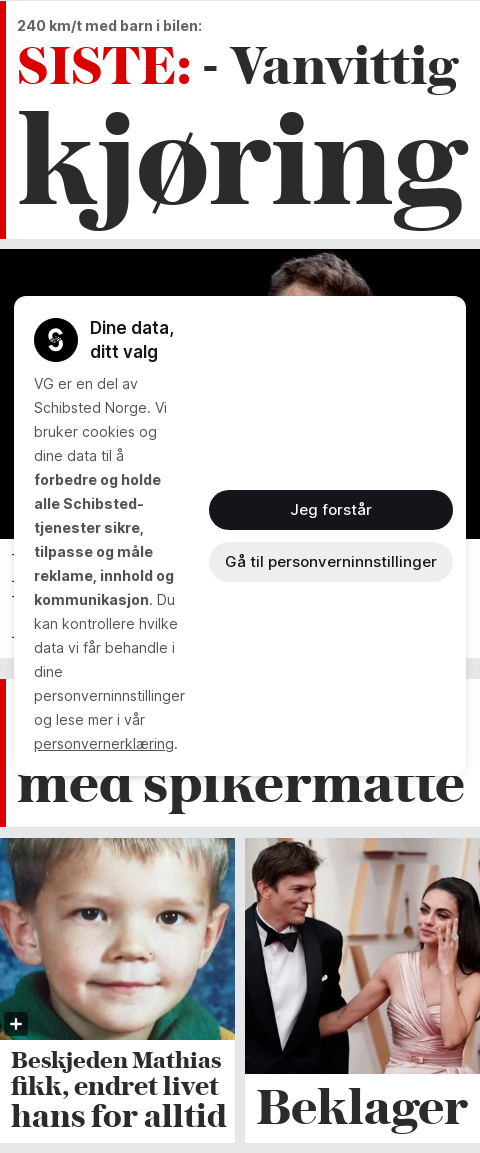 240 km/t med barn i bilen:
SISTE: - Vanvittig
kjøring
Dine data,
ditt valg
VG er en del av
Schibsted Norge. Vi
bruker cookies og
dine data til å
forbedre og holde
alle Schibsted-
tjenester sikre,
tilpasse og måle
reklame, innhold og
kommunikasjon. Du
kan kontrollere hvilke
data vi får behandle i
dine
personverninnstillinger
og lese mer i vår
personvernerklæring.
Jeg forstår
Gå til personverninnstillinger
med spikermatte
Beskjeden Mathias
fikk, endret livet
hans for alltid
Beklager